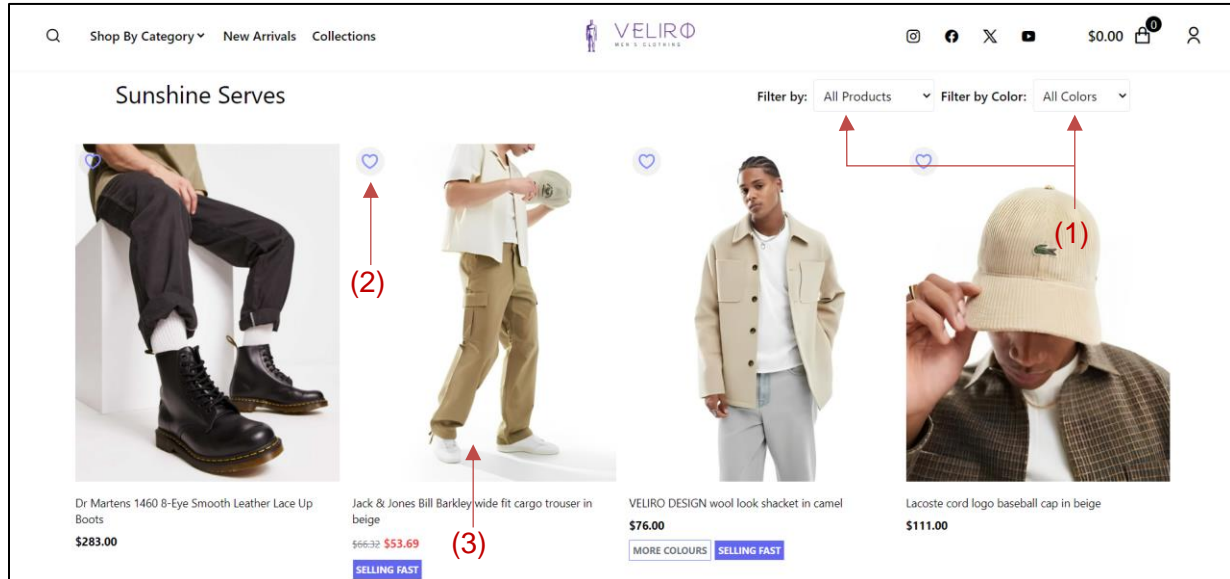 Shop By Category New Arrivals Collections
VELIRO
MEN'S CLOTHING
$0.00 0
Sunshine Serves
Filter by: All Products Filter by Color: All Colors
(1)
(2)
(3)
Dr Martens 1460 8-Eye Smooth Leather Lace Up
Boots
$283.00
Jack & Jones Bill Barkley wide fit cargo trouser in
beige
$66.32 $53.69
SELLING FAST
VELIRO DESIGN wool look shacket in camel
$76.00
MORE COLOURS SELLING FAST
Lacoste cord logo baseball cap in beige
$111.00